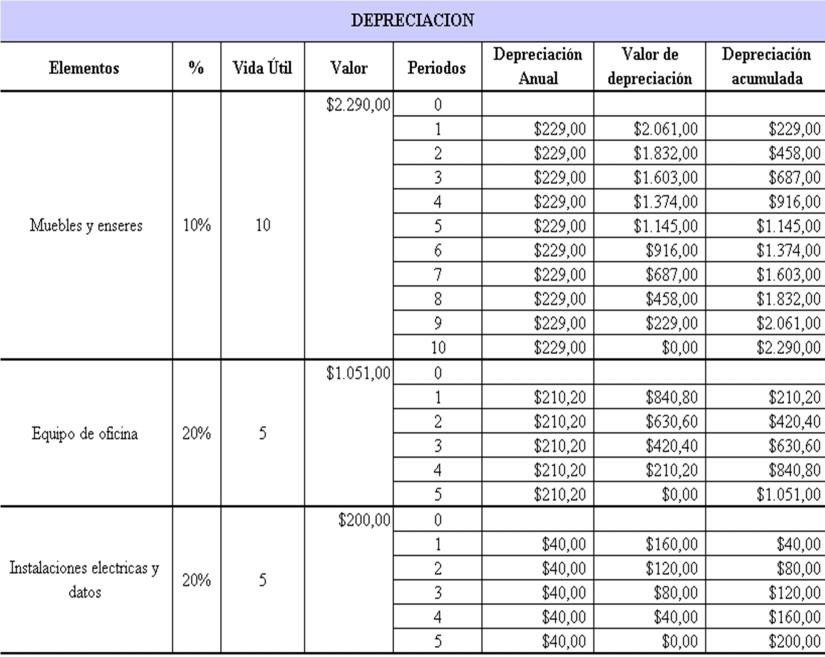 DEPRECIACION
Elementos % Vida Útil Valor Periodos Depreciación Anual Valor de depreciación Depreciación acumulada
$2.290,00 0
1 $229,00 $2.061,00 $229,00
2 $229,00 $1.832,00 $458,00
3 $229,00 $1.603,00 $687,00
4 $229,00 $1.374,00 $916,00
Muebles y enseres 10% 10 5 $229,00 $1.145,00 $1.145,00
6 $229,00 $916,00 $1.374,00
7 $229,00 $687,00 $1.603,00
8 $229,00 $458,00 $1.832,00
9 $229,00 $229,00 $2.061,00
10 $229,00 $0,00 $2.290,00
$1.051,00 0
1 $210,20 $840,80 $210,20
2 $210,20 $630,60 $420,40
Equipo de oficina 20% 5 3 $210,20 $420,40 $630,60
4 $210,20 $210,20 $840,80
5 $210,20 $0,00 $1.051,00
$200,00 0
1 $40,00 $160,00 $40,00
Instalaciones electricas y datos 20% 5 2 $40,00 $120,00 $80,00
3 $40,00 $80,00 $120,00
4 $40,00 $40,00 $160,00
5 $40,00 $0,00 $200,00